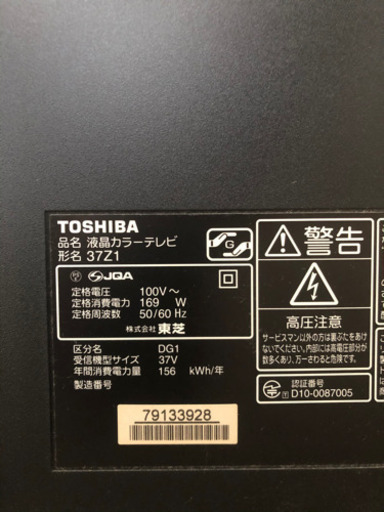 TOSHIBA
品名 液晶カラーテレビ
形名 37Z1
JQA
定格電圧 100V～
定格消費電力 169 W
定格周波数 50/60 Hz
株式会社 東芝
区分名 DG1
受信機型サイズ 37V
年間消費電力量 156 kWh/年
製造番号
79133928
G
警告
高圧注意
サービスマン以外の方は裏ぶたをあけ
ないでください。内部には高電圧部分が
数多くあり、万一さわると危険です。
認証番号
D10-0087005